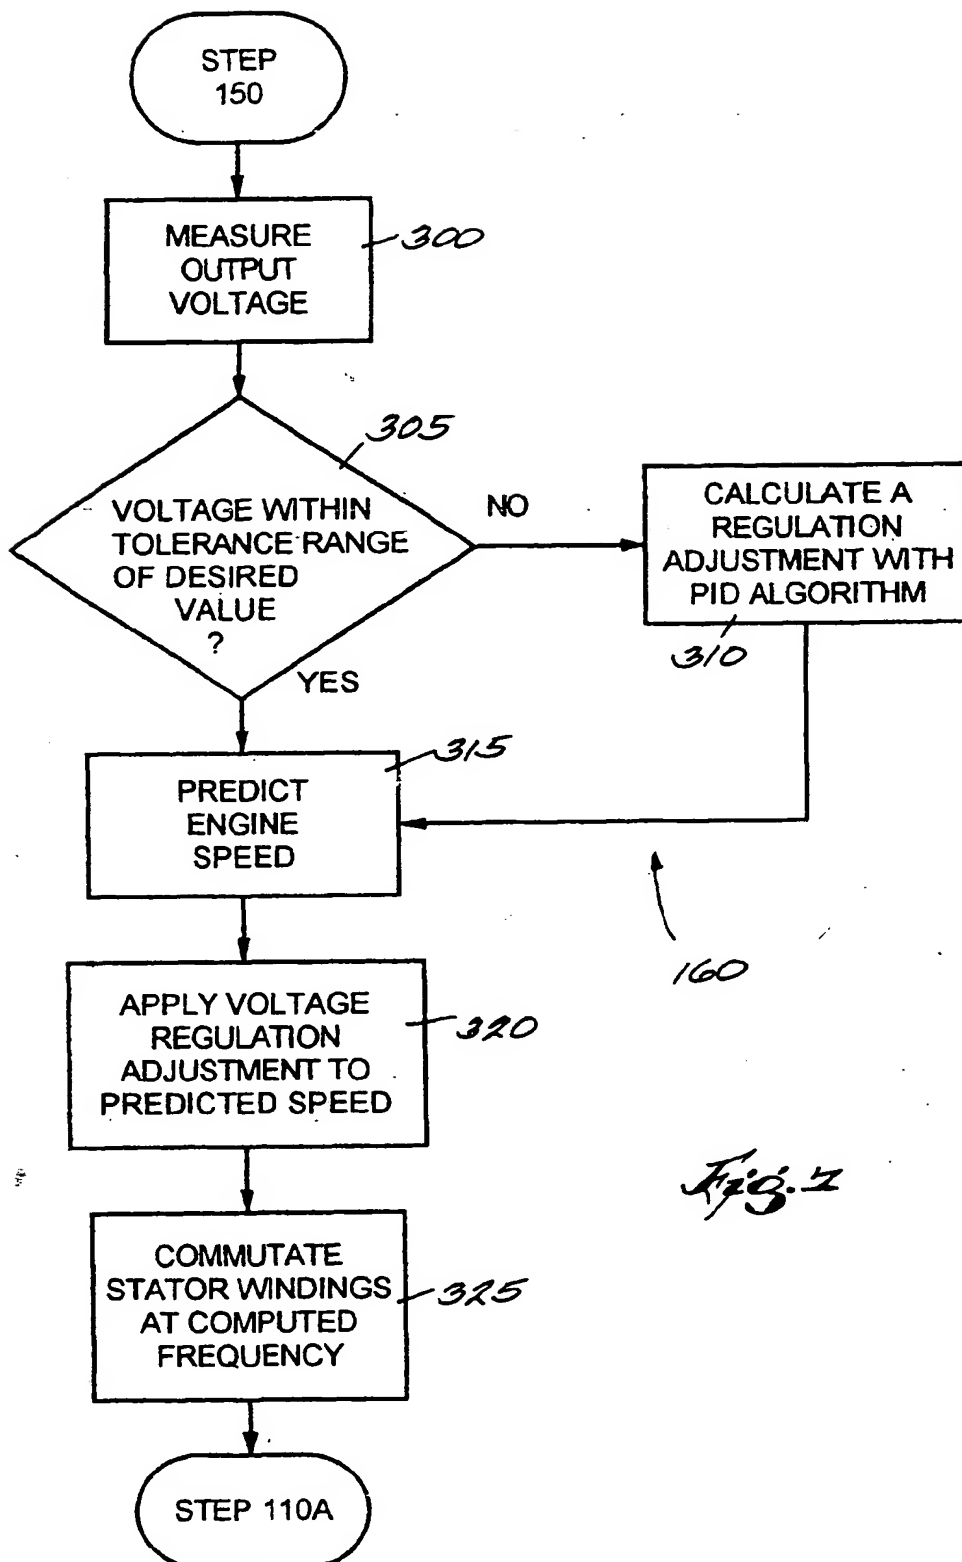 STEP
150
MEASURE
OUTPUT
VOLTAGE
300
305
VOLTAGE WITHIN
TOLERANCE RANGE
OF DESIRED
VALUE
?
NO
CALCULATE A
REGULATION
ADJUSTMENT WITH
PID ALGORITHM
310
YES
315
PREDICT
ENGINE
SPEED
160
APPLY VOLTAGE
REGULATION
ADJUSTMENT TO
PREDICTED SPEED
320
Fig. 7
COMMUTATE
STATOR WINDINGS
AT COMPUTED
FREQUENCY
325
STEP 110A